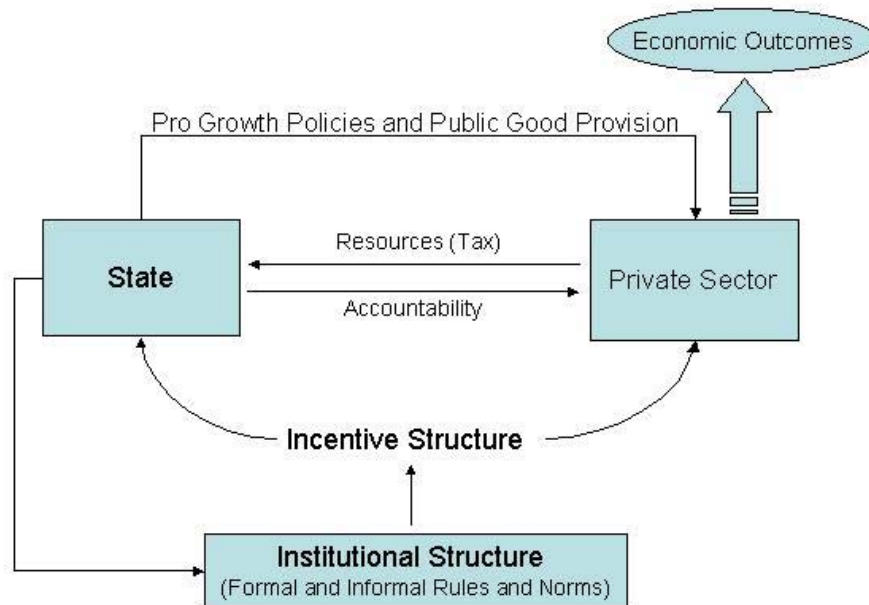 Economic Outcomes
Pro Growth Policies and Public Good Provision
Resources (Tax)
State
Private Sector
Accountability
Incentive Structure
Institutional Structure
(Formal and Informal Rules and Norms)